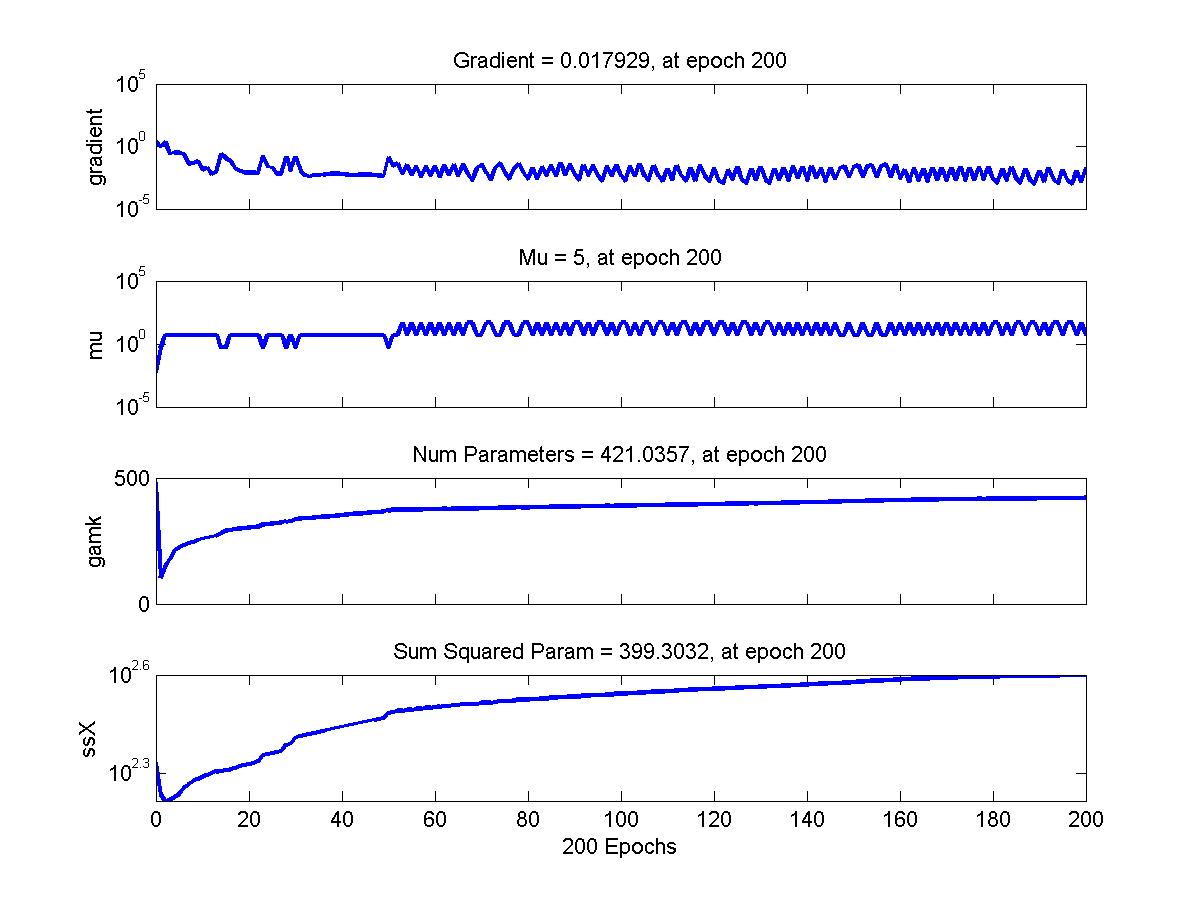 Gradient = 0.017929, at epoch 200
10^5
10^0
10^-5
gradient
Mu = 5, at epoch 200
10^5
10^0
10^-5
mu
Num Parameters = 421.0357, at epoch 200
500
0
gamk
Sum Squared Param = 399.3032, at epoch 200
10^2.6
10^2.3
ssX
0 20 40 60 80 100 120 140 160 180 200
200 Epochs